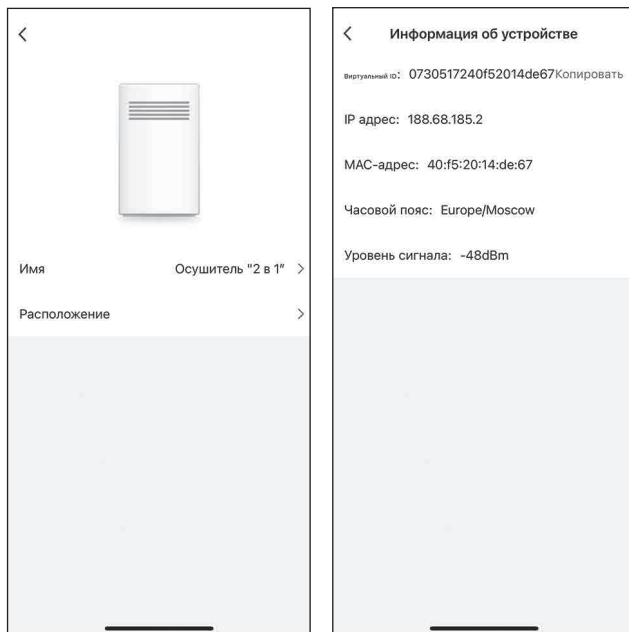 Имя Осушитель "2 в 1"
Расположение
Информация об устройстве
Виртуальный ID: 0730517240f52014de67Копировать
IP адрес: 188.68.185.2
MAC-адрес: 40:f5:20:14:de:67
Часовой пояс: Europe/Moscow
Уровень сигнала: -48dBm